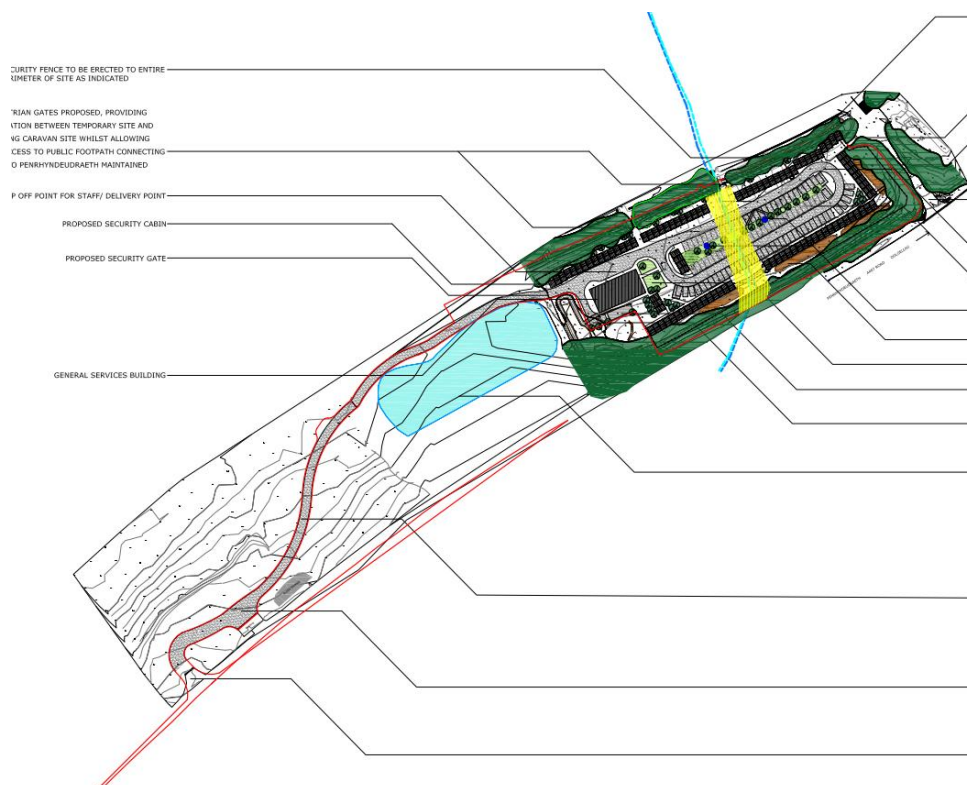 CURITY FENCE TO BE ERECTED TO ENTIRE
RIMETER OF SITE AS INDICATED
TRIAN GATES PROPOSED, PROVIDING
ATION BETWEEN TEMPORARY SITE AND
NG CARAVAN SITE WHILST ALLOWING
CESS TO PUBLIC FOOTPATH CONNECTING
O PENRHYNDEUDRAETH MAINTAINED
P OFF POINT FOR STAFF/ DELIVERY POINT
PROPOSED SECURITY CABIN
PROPOSED SECURITY GATE
GENERAL SERVICES BUILDING